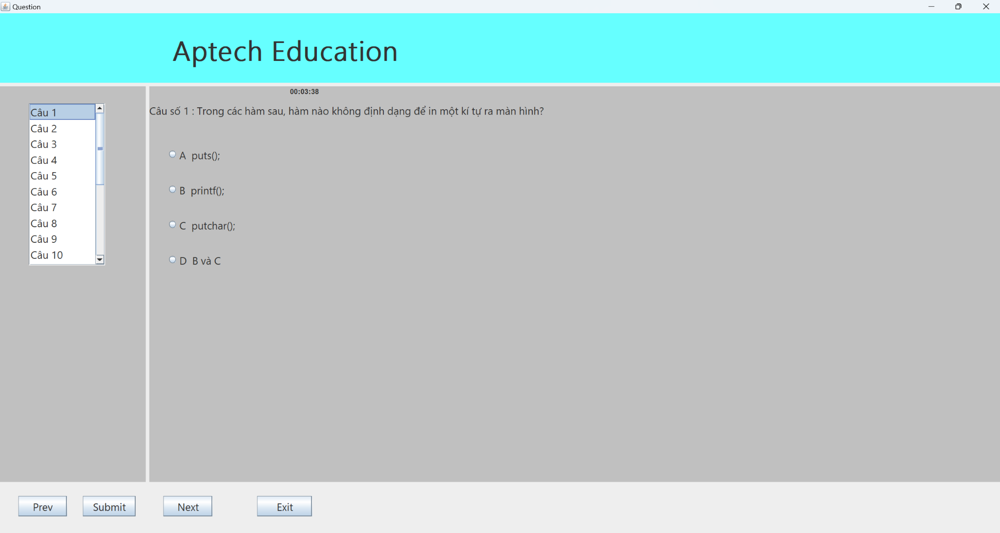 Question
Aptech Education
00:03:38
Câu 1
Câu 2
Câu 3
Câu 4
Câu 5
Câu 6
Câu 7
Câu 8
Câu 9
Câu 10
Câu số 1 : Trong các hàm sau, hàm nào không định dạng để in một kí tự ra màn hình?
A puts();
B printf();
C putchar();
D B và C
Prev Submit Next Exit